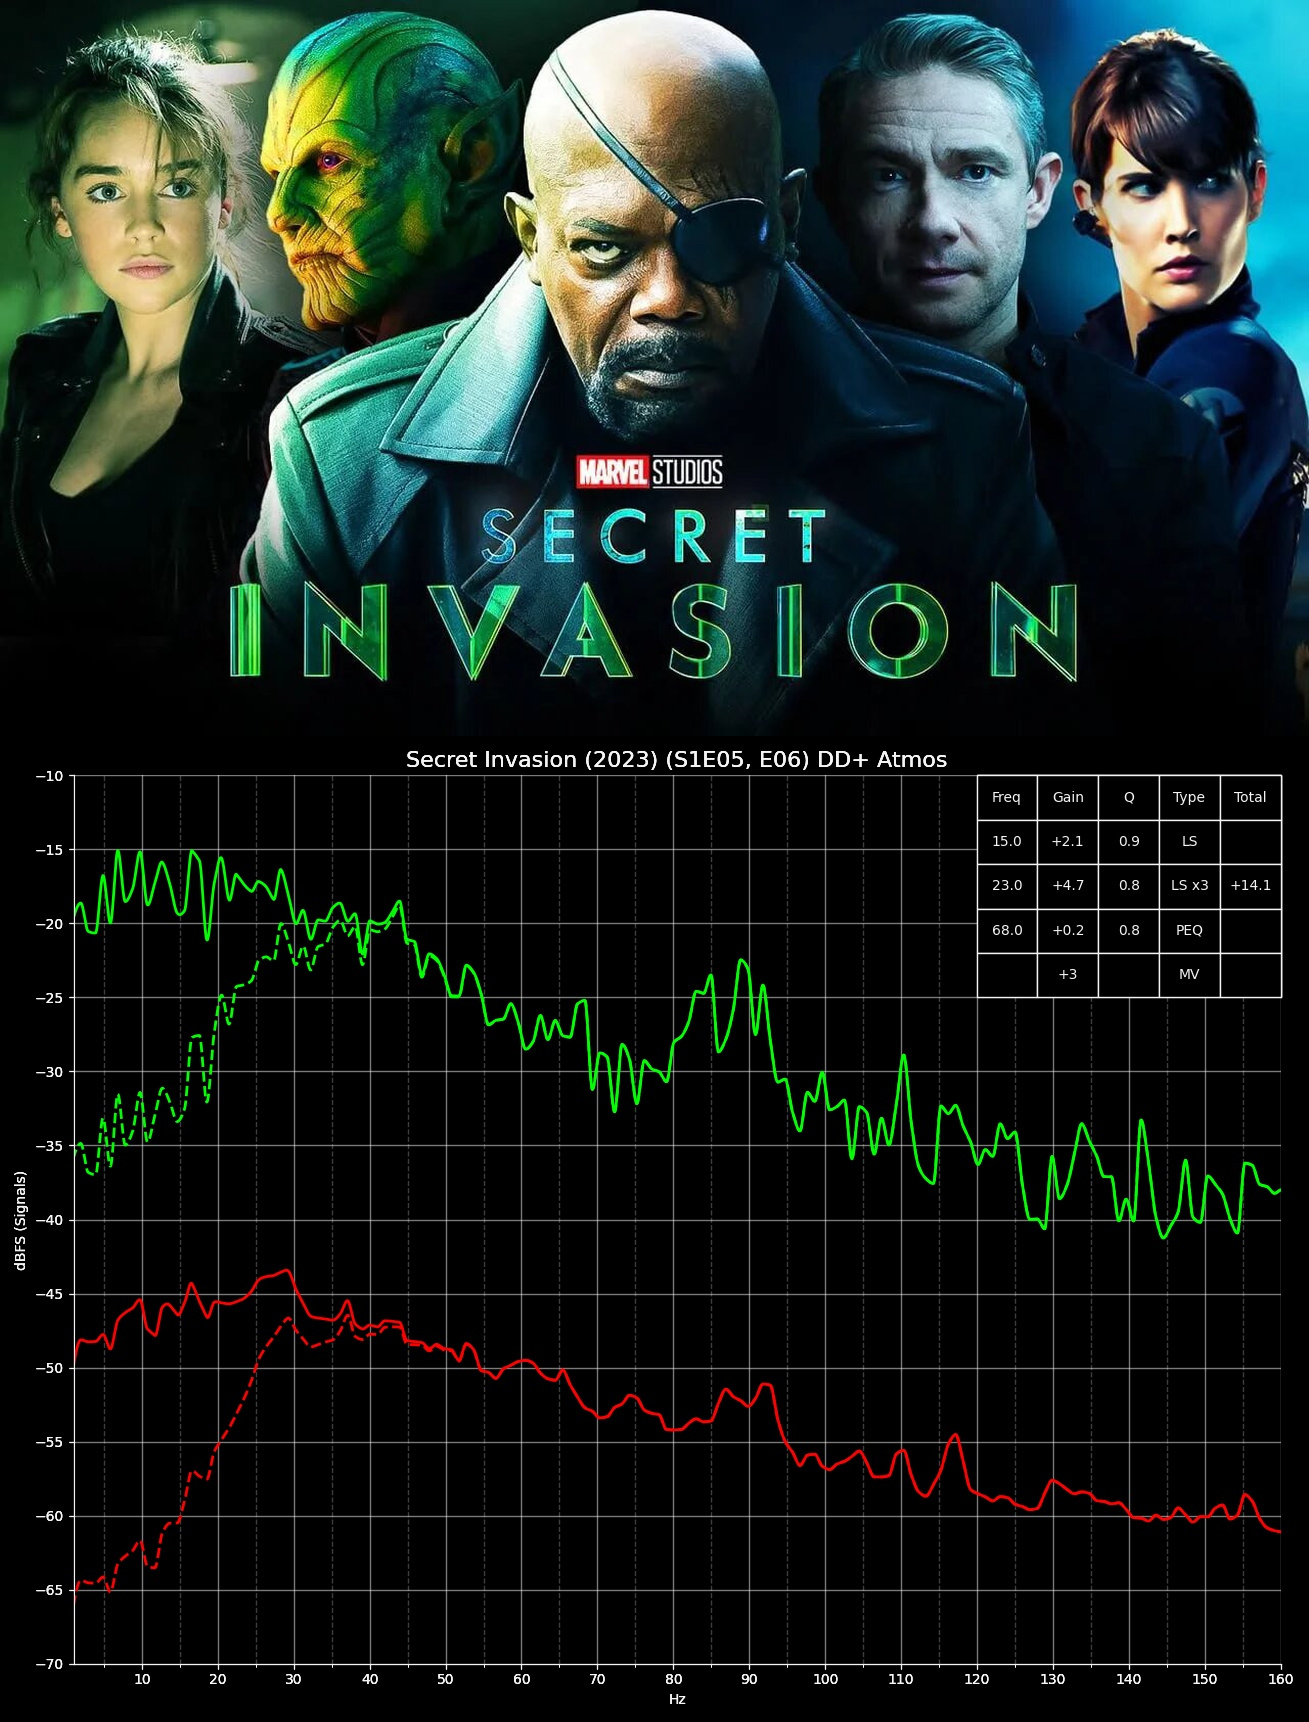 MARVEL STUDIOS
SECRET
INVASION
Secret Invasion (2023) (S1E05, E06) DD+ Atmos
Freq Gain Q Type Total
15.0 +2.1 0.9 LS
23.0 +4.7 0.8 LS x3 +14.1
68.0 +0.2 0.8 PEQ
+3 MV
−10
−15
−20
−25
−30
−35
−40
−45
−50
−55
−60
−65
−70
dBFS (Signals)
10 20 30 40 50 60 70 80 90 100 110 120 130 140 150 160
Hz